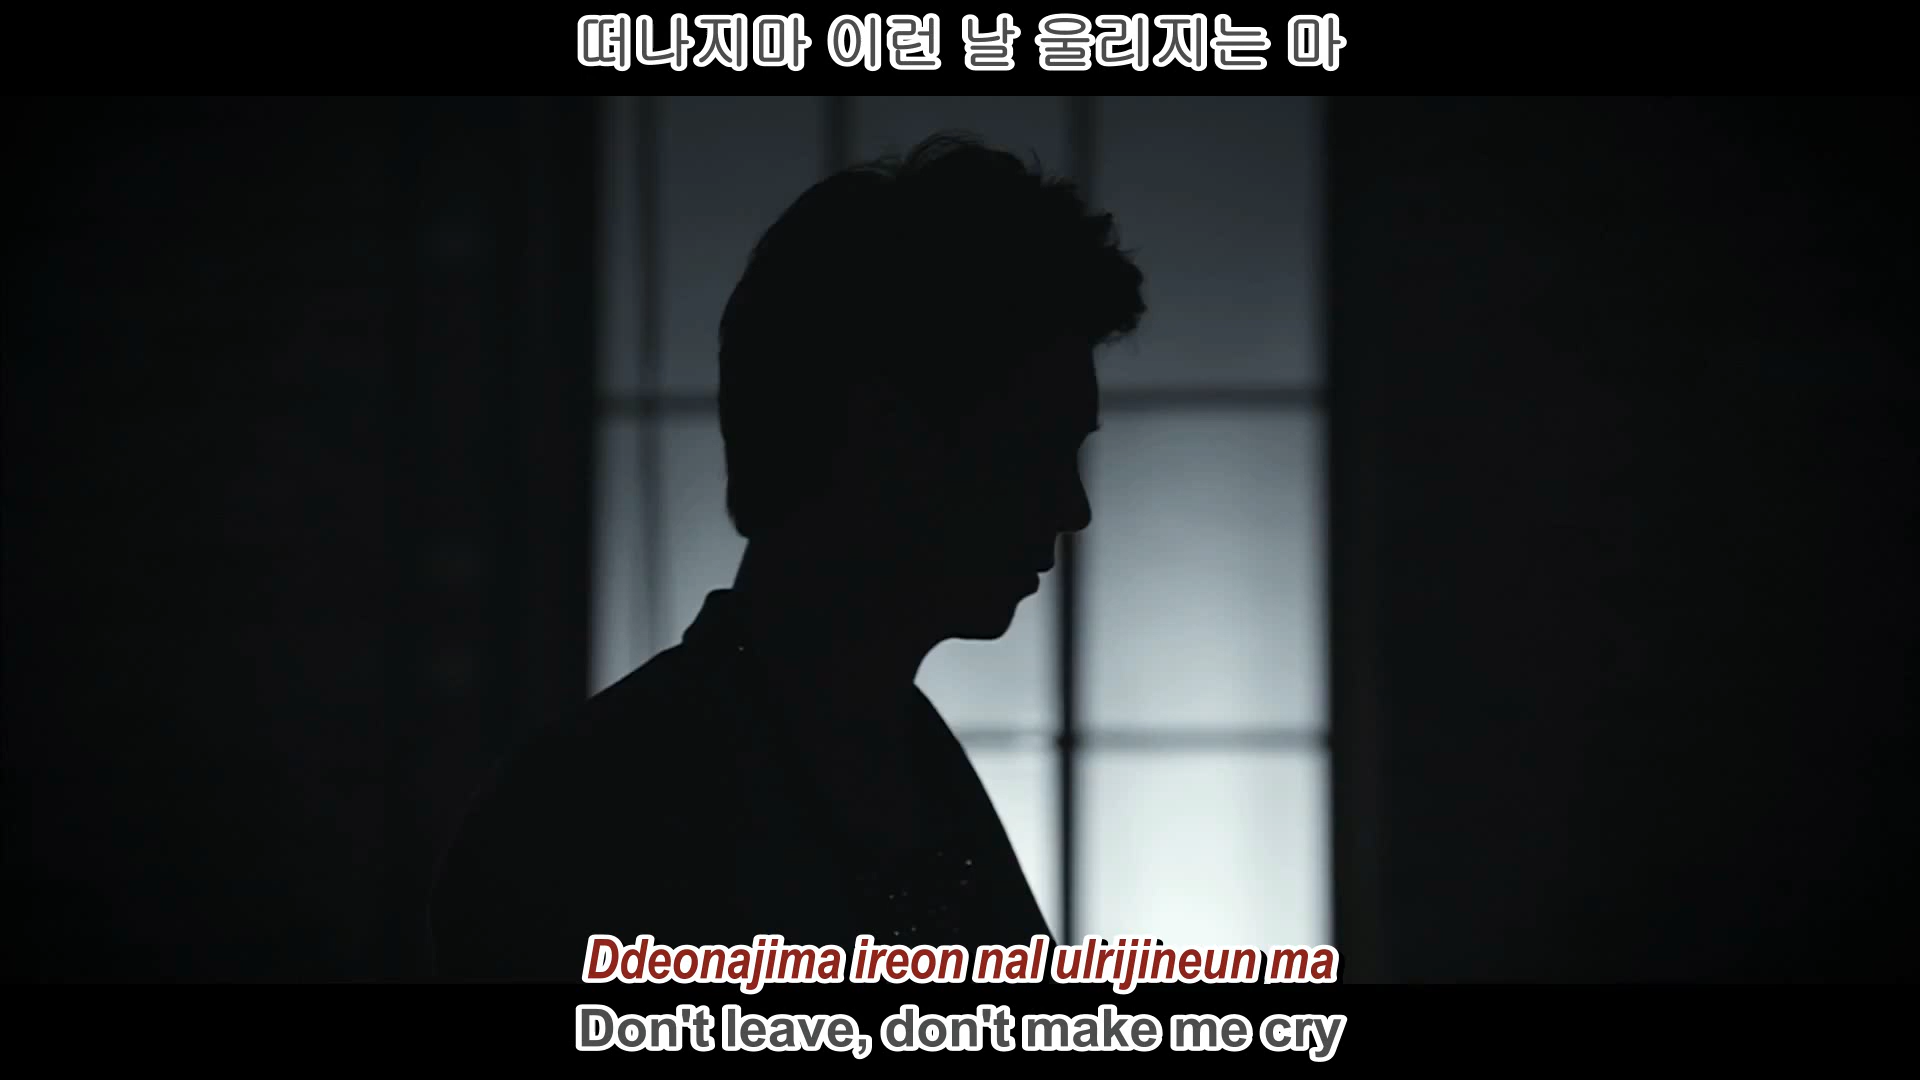 떠나지마 이런 날 울리지는 마
Ddeonajima ireon nal ulrijineun ma
Don't leave, don't make me cry